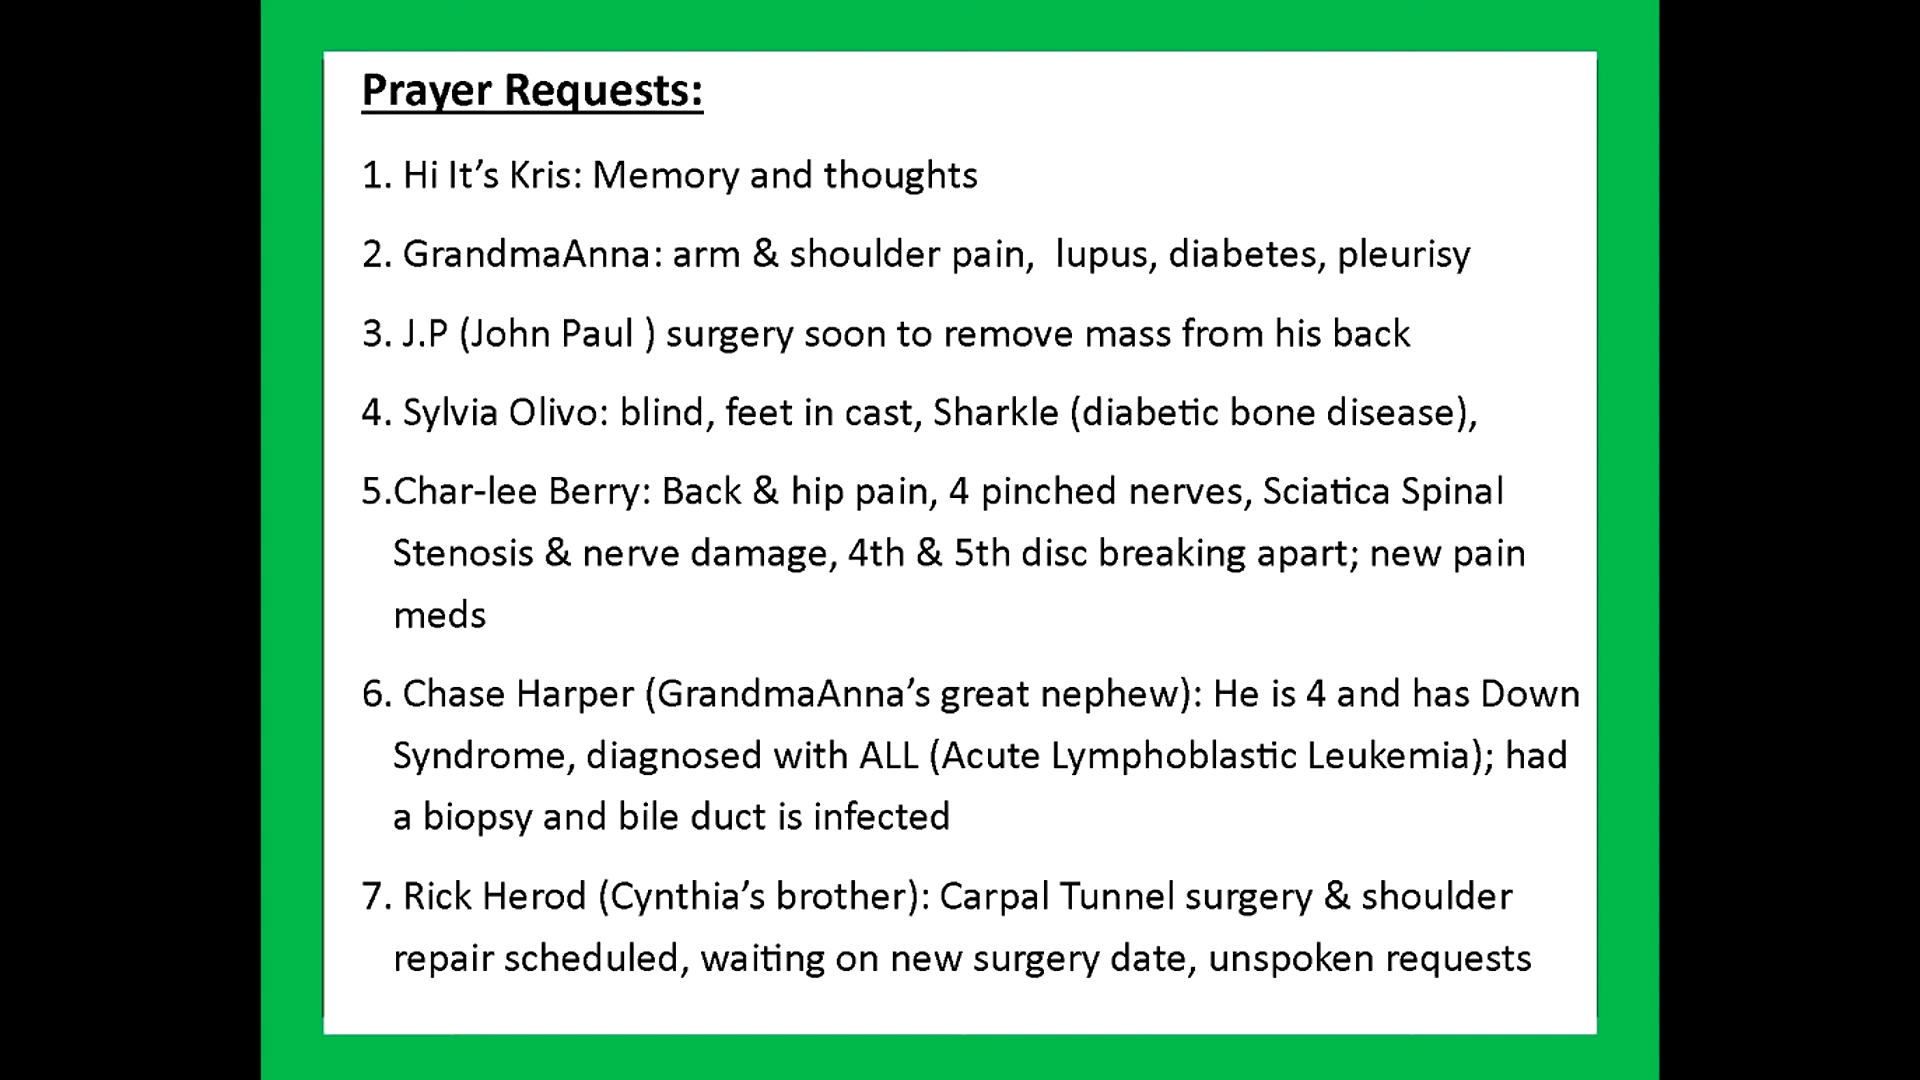 Prayer Requests:
1. Hi It’s Kris: Memory and thoughts
2. GrandmaAnna: arm & shoulder pain,  lupus, diabetes, pleurisy
3. J.P (John Paul ) surgery soon to remove mass from his back
4. Sylvia Olivo: blind, feet in cast, Sharkle (diabetic bone disease),
5.Char-lee Berry: Back & hip pain, 4 pinched nerves, Sciatica Spinal
Stenosis & nerve damage, 4th & 5th disc breaking apart; new pain
meds
6. Chase Harper (GrandmaAnna’s great nephew): He is 4 and has Down
Syndrome, diagnosed with ALL (Acute Lymphoblastic Leukemia); had
a biopsy and bile duct is infected
7. Rick Herod (Cynthia’s brother): Carpal Tunnel surgery & shoulder
repair scheduled, waiting on new surgery date, unspoken requests